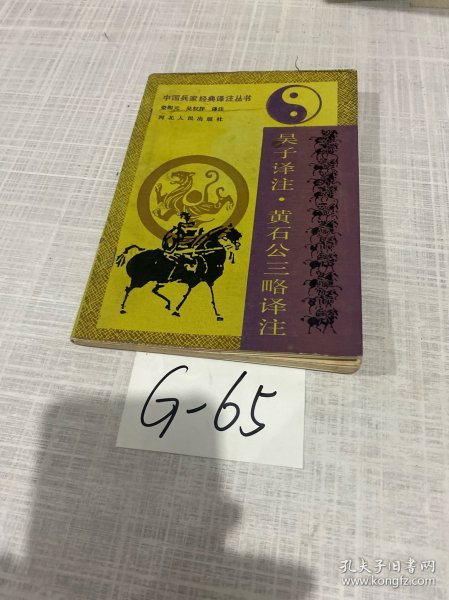 中国兵家经典译注丛书
译注
河北人民出版社
吴子译注·黄石公三略译注
G-65
孔夫子旧书网
www.kongfz.com